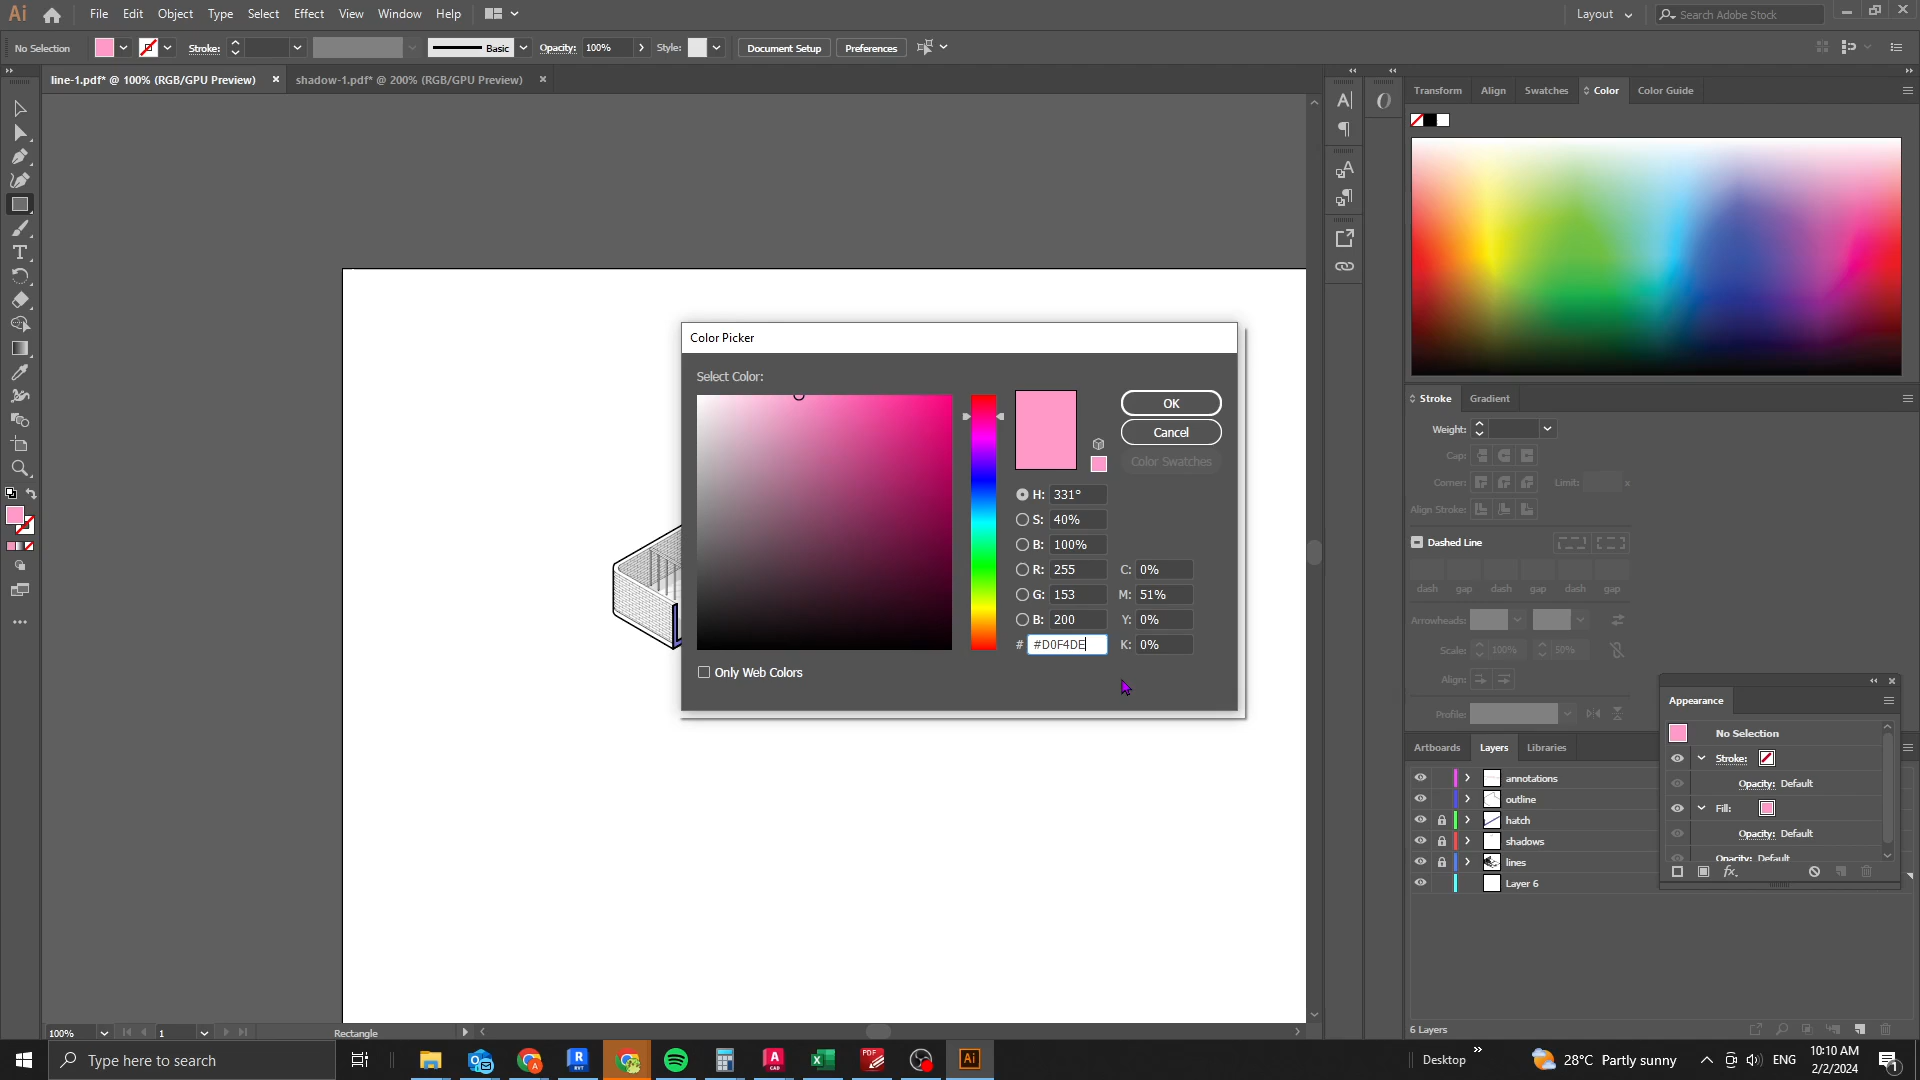 Ai File Edit Object Type Select Effect View Window Help Layout Search Adobe Stock
No Selection Stroke: Basic Opacity: 100% Style: Document Setup Preferences
line-1.pdf* @ 100% (RGB/GPU Preview) shadow-1.pdf* @ 200% (RGB/GPU Preview)
Transform Align Swatches Color Color Guide
Color Picker
Select Color:
OK
Cancel
Color Swatches
H: 331°
S: 40%
B: 100%
R: 255 C: 0%
G: 153 M: 51%
B: 200 Y: 0%
# #D0F4DE K: 0%
Only Web Colors
Stroke Gradient
Weight:
Cap:
Corner: Limit: x
Align Stroke:
Dashed Line
dash gap dash gap dash gap
Arrowheads:
Scale: 100% 50%
Align:
Profile:
Appearance
No Selection
Stroke:
Opacity: Default
Fill:
Opacity: Default
Opacity: Default
Artboards Layers Libraries
annotations
outline
hatch
shadows
lines
Layer 6
6 Layers
100% 1 Rectangle
Type here to search
Desktop 28°C Partly sunny ENG 10:10 AM
2/2/2024